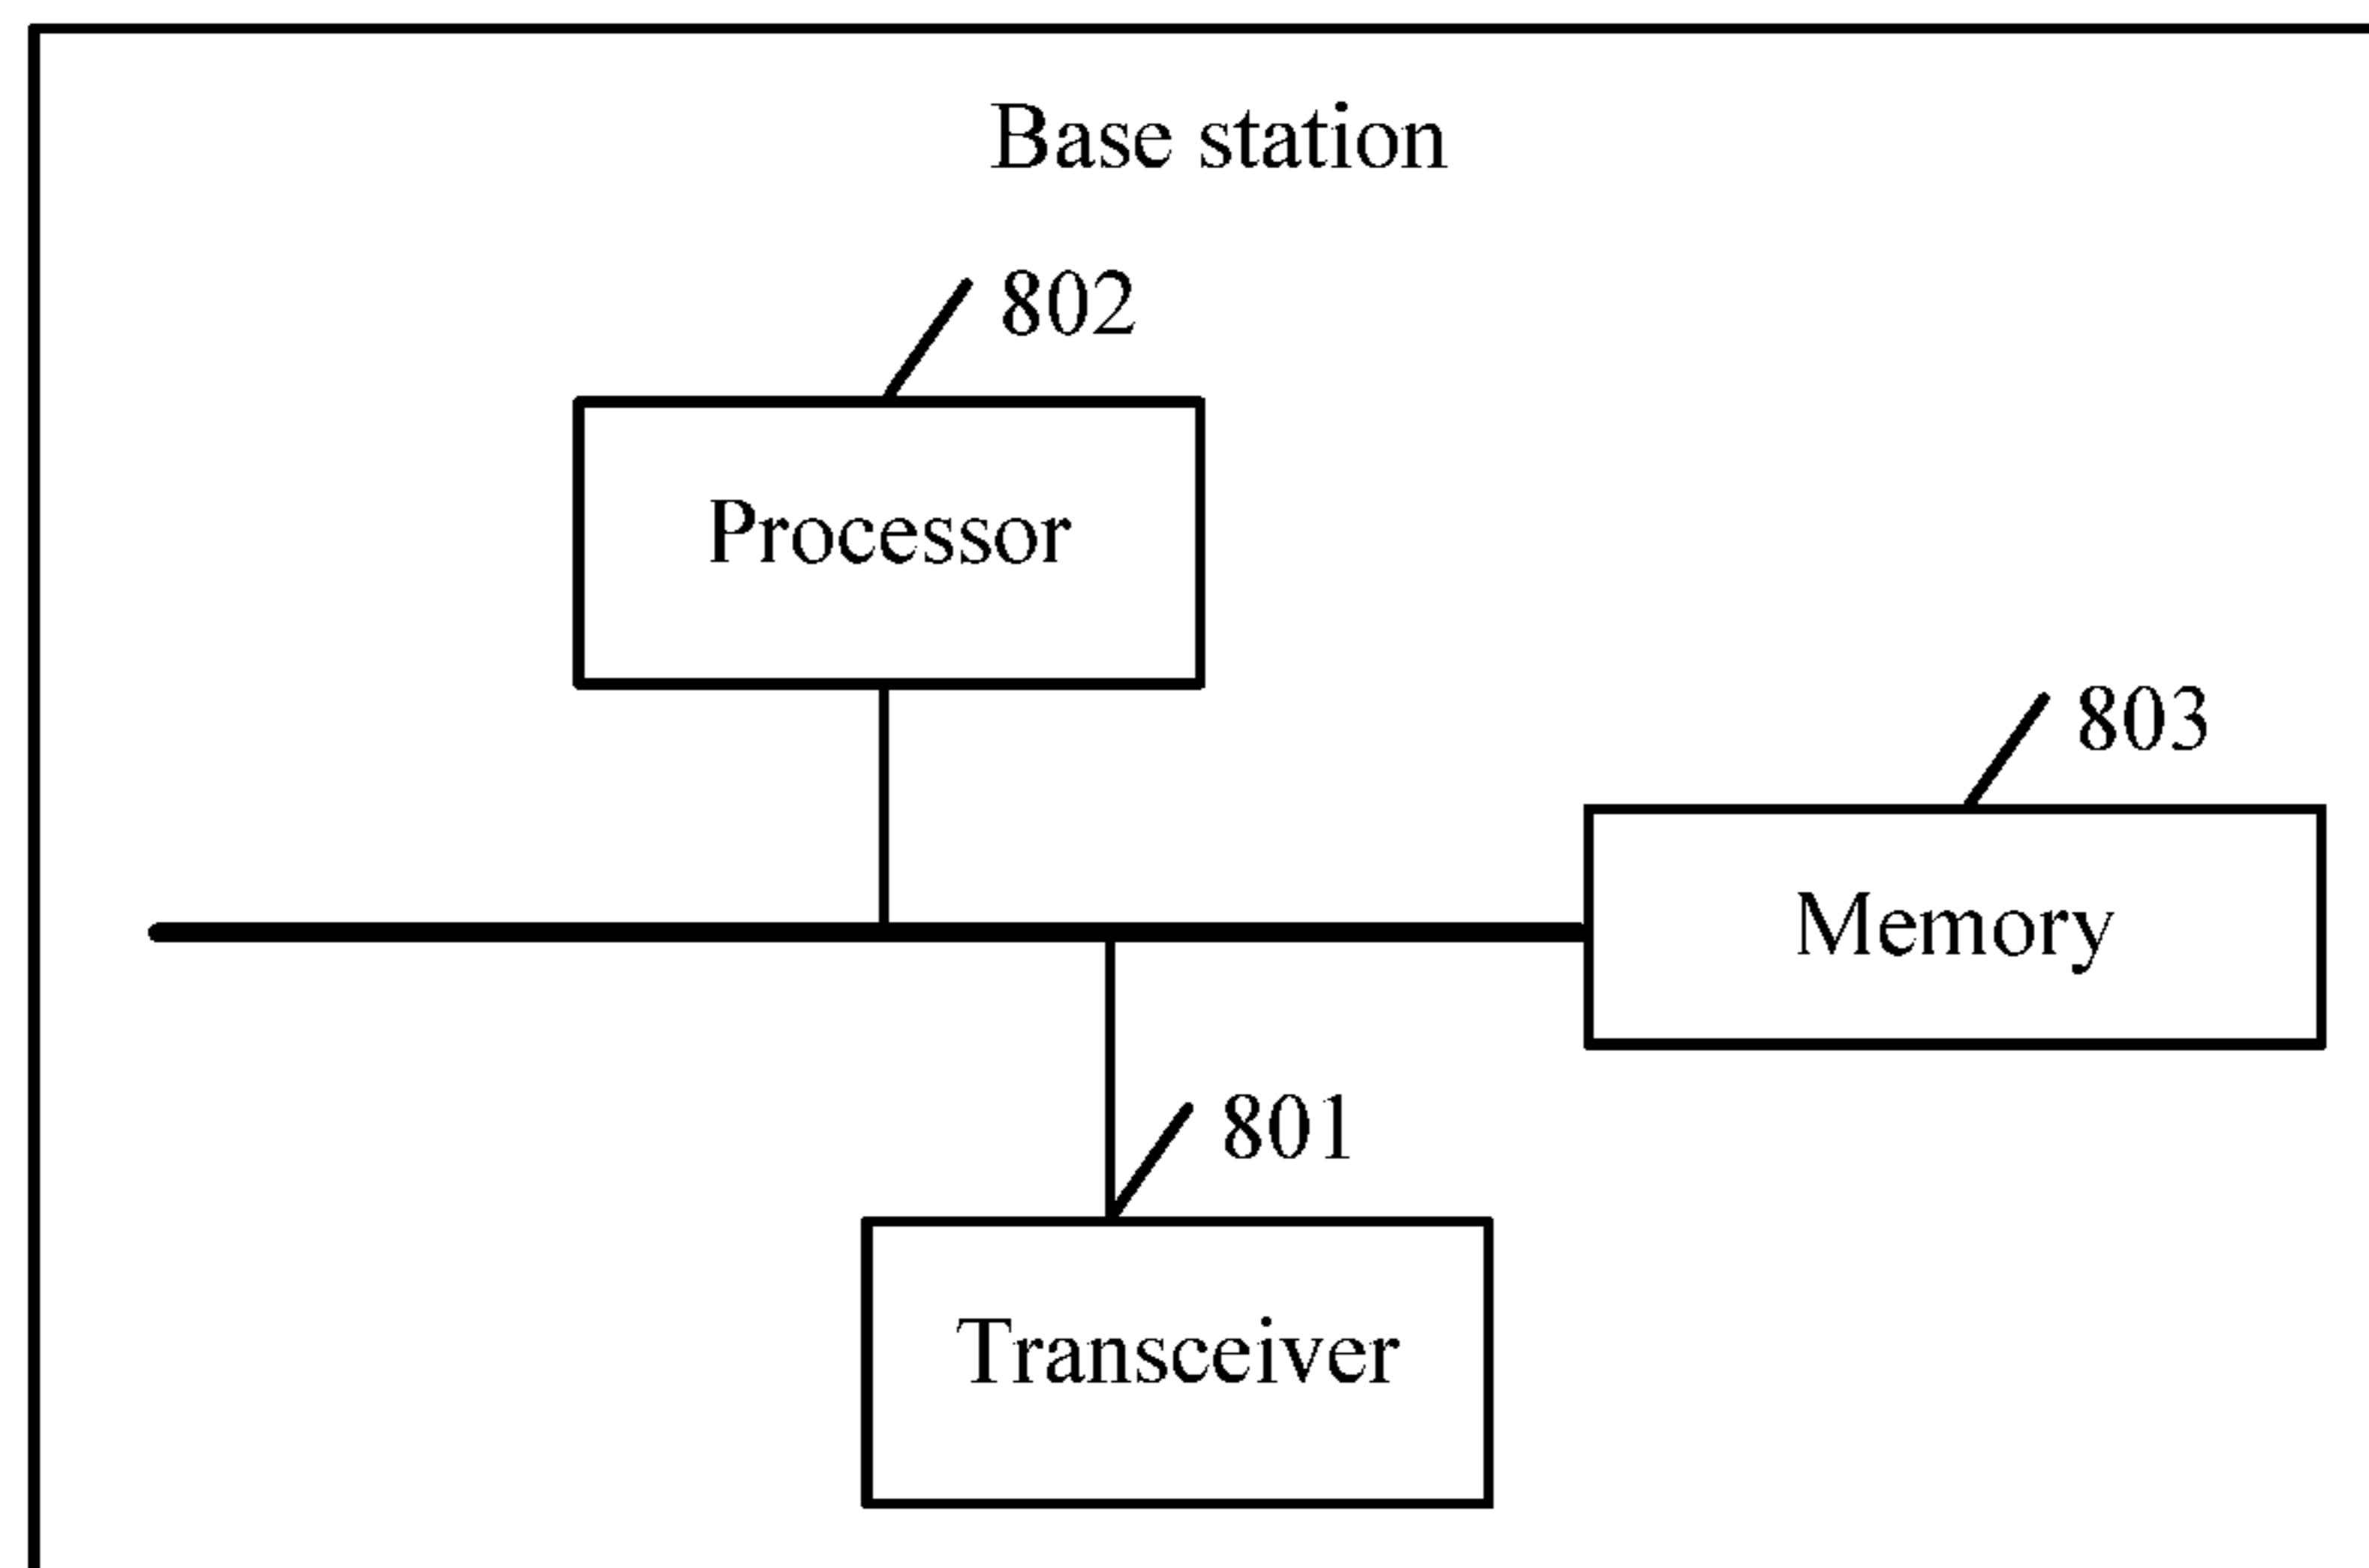 Base station
802
Processor
803
Memory
801
Transceiver